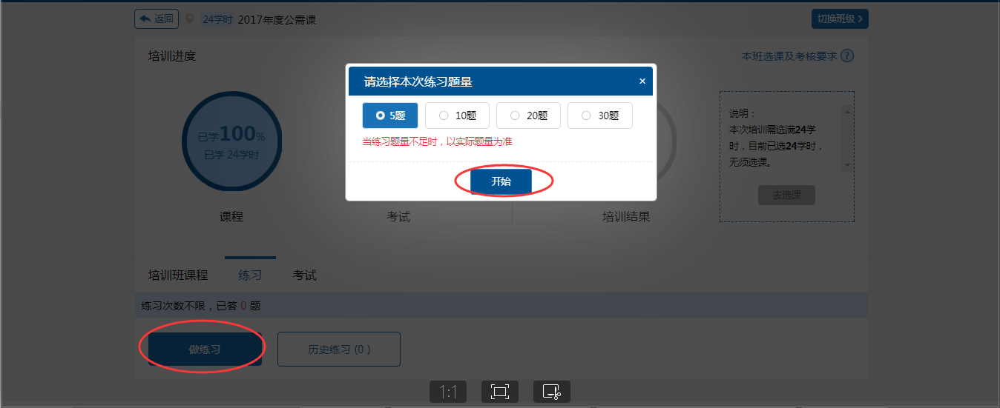 返回 24学时 2017年度公需课 切换班级
培训进度 本班选课及考核要求 ?
请选择本次练习题量 ×
5题 10题 20题 30题
当练习题量不足时，以实际题量为准
开始
已学100%
已学 24学时
课程 考试 培训结果
说明：
本次培训需选满24学
时，目前已选24学时，
无须选课。
去选课
培训班课程 练习 考试
练习次数不限，已答 0 题
做练习 历史练习 (0 )
1:1